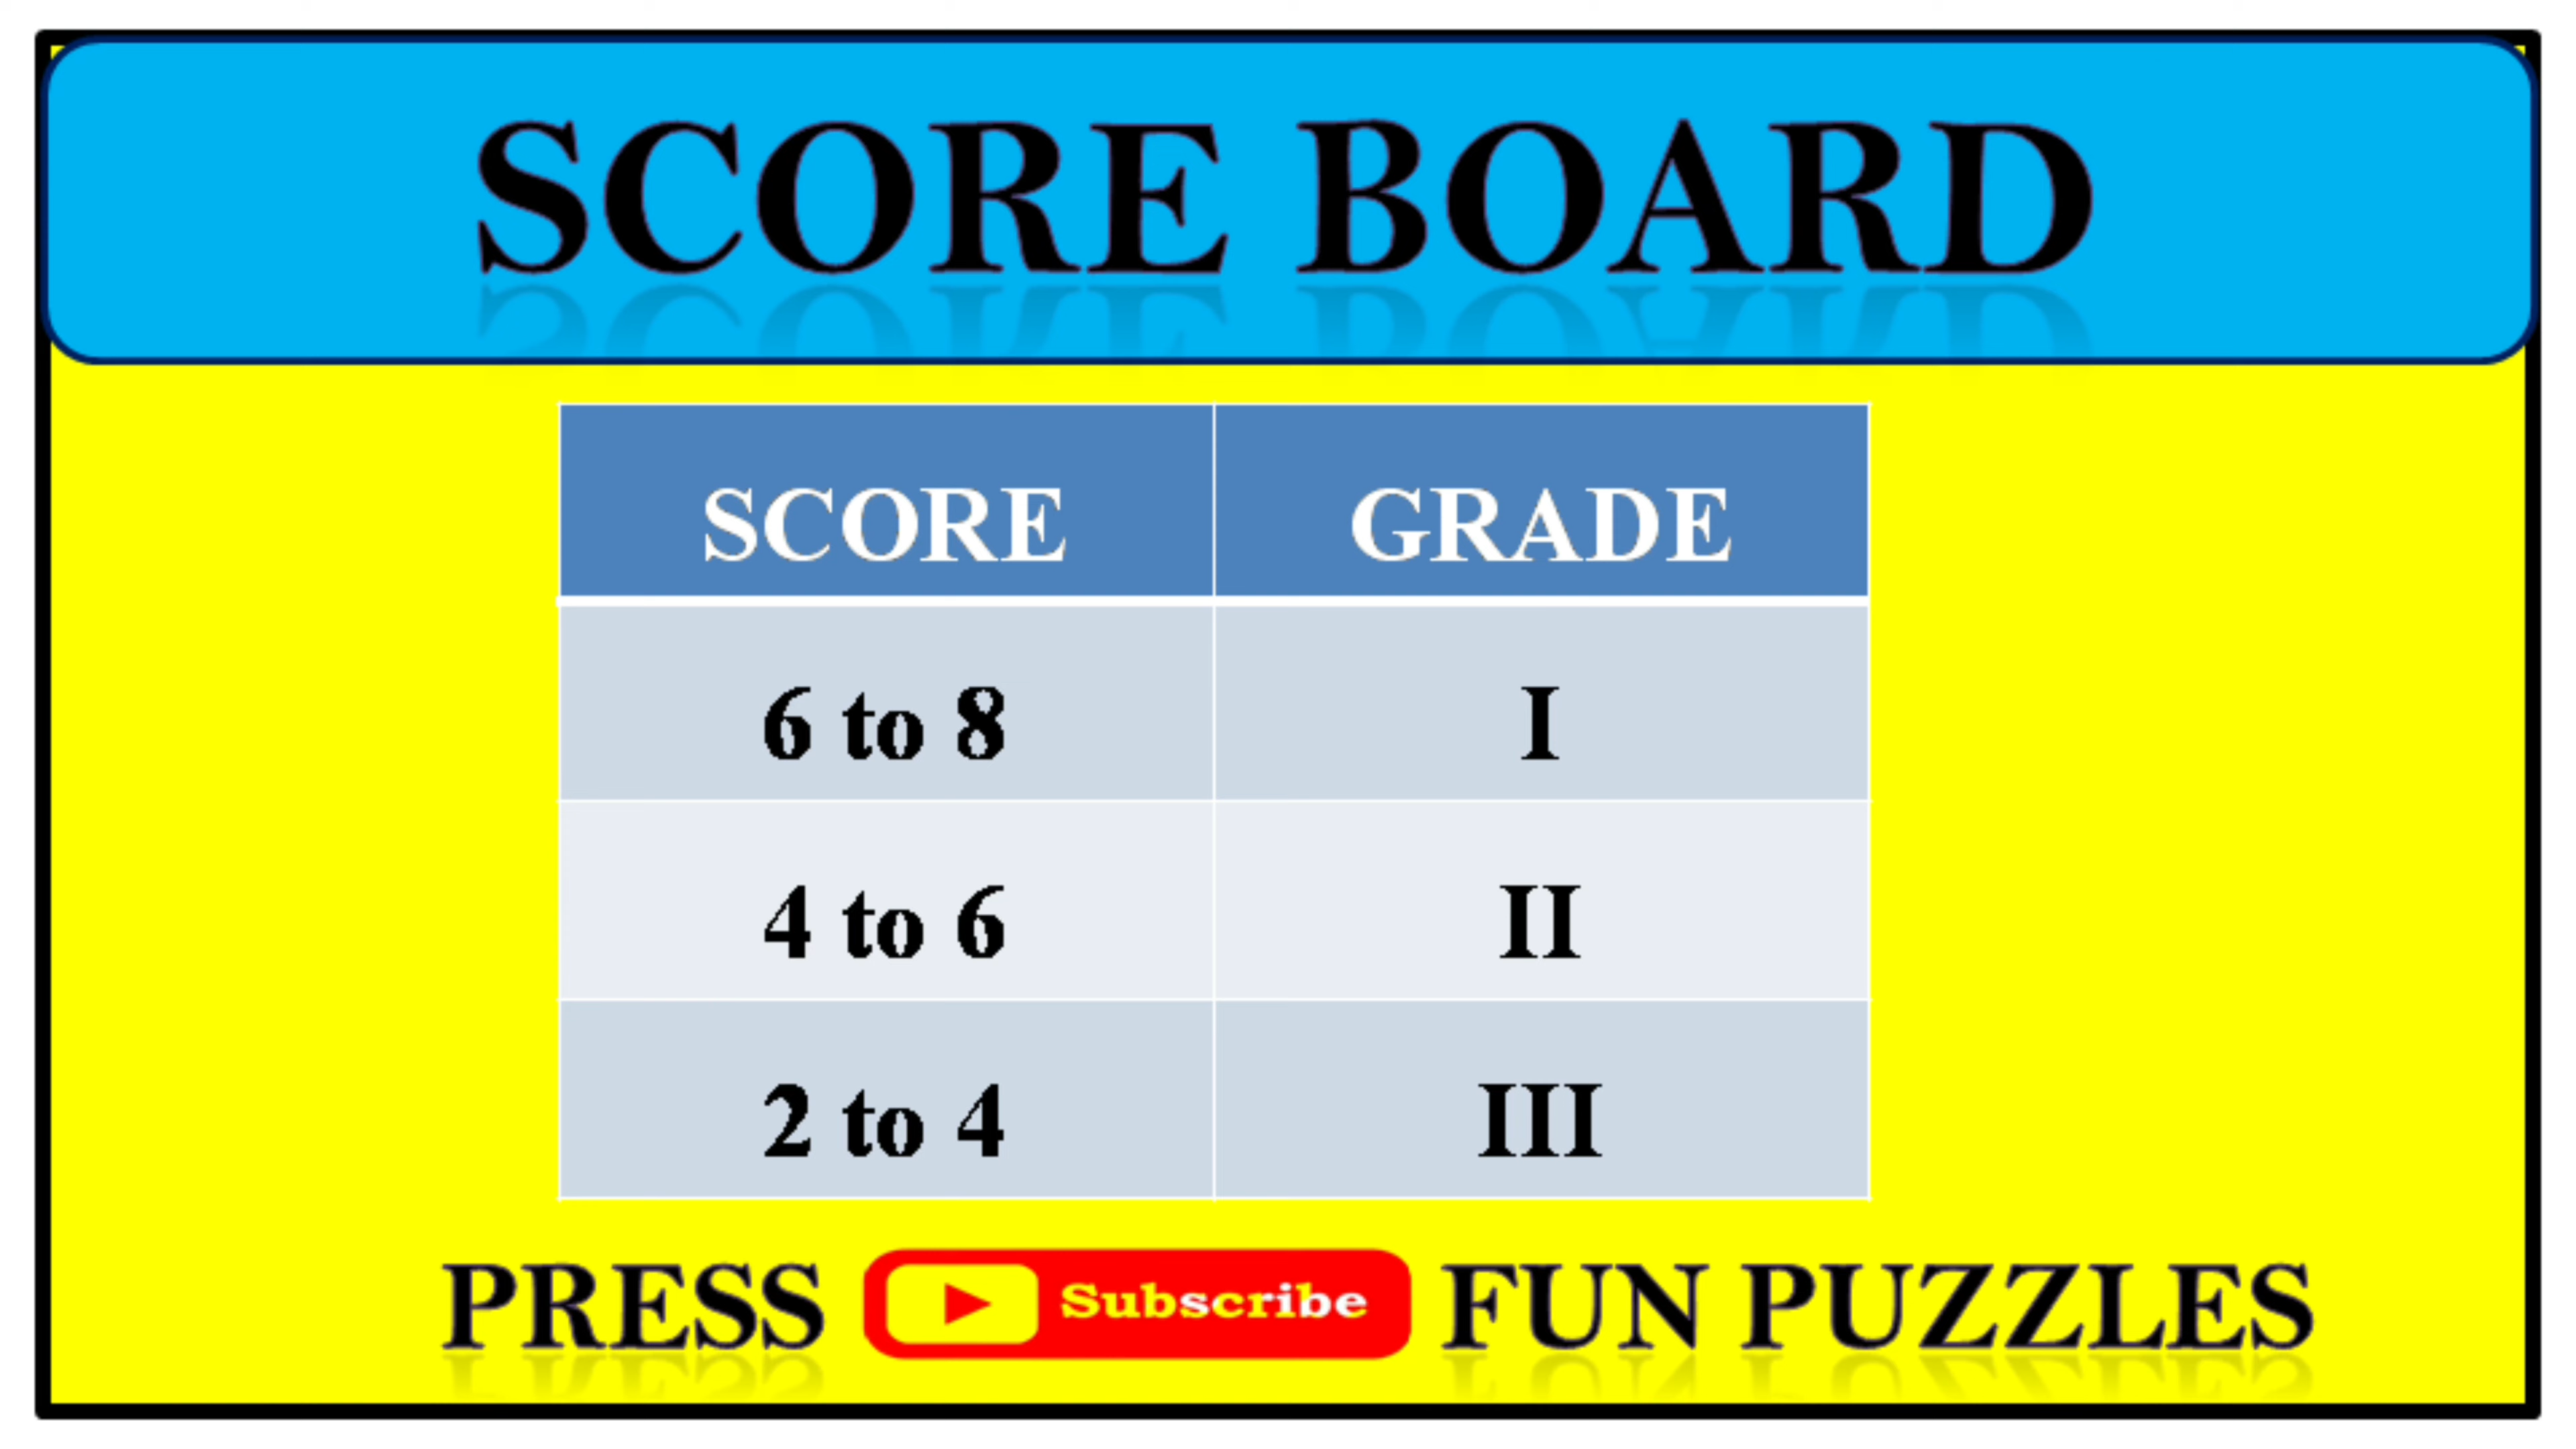 SCORE BOARD
SCORE GRADE
6 to 8 I
4 to 6 II
2 to 4 III
PRESS Subscribe FUN PUZZLES